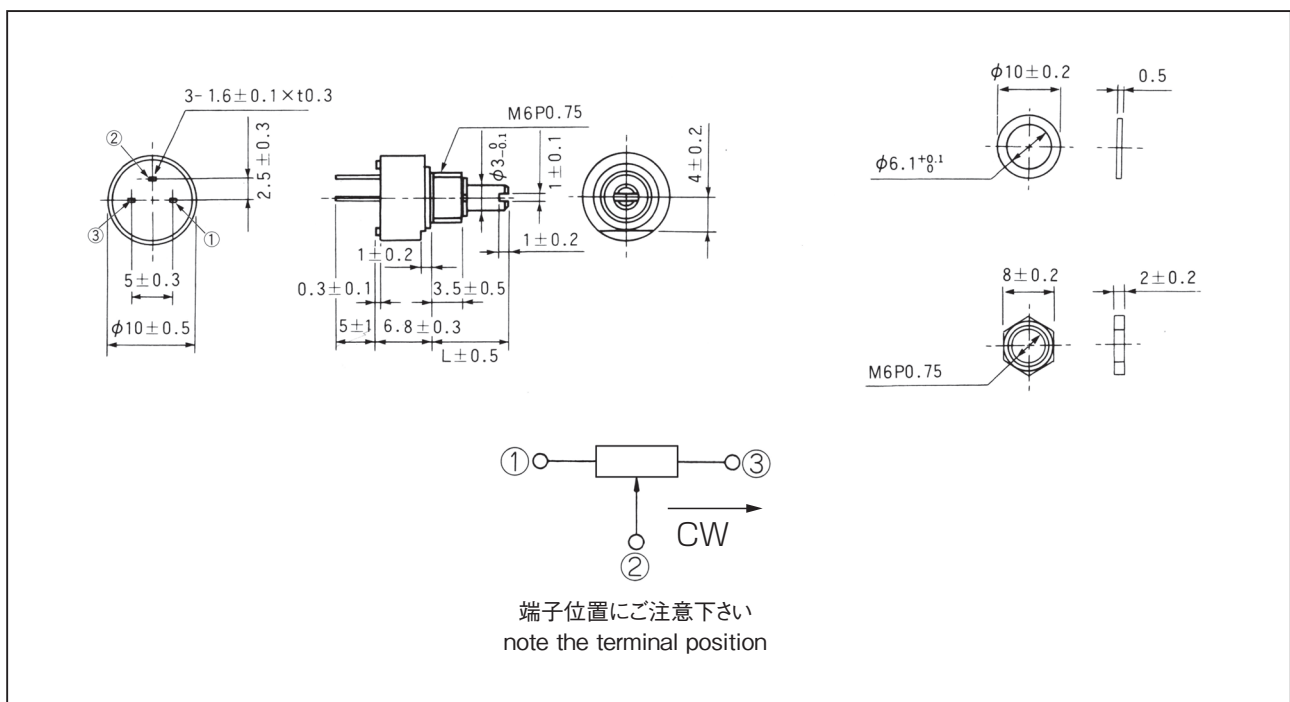 3-1.6±0.1×t0.3
②
③
①
2.5±0.3
5±0.3
φ10±0.5
M6P0.75
φ3 0 -0.1
1±0.1
4±0.2
1±0.2
1±0.2
0.3±0.1
3.5±0.5
5±1
6.8±0.3
L±0.5
φ10±0.2
0.5
φ6.1 +0.1 0
8±0.2
2±0.2
M6P0.75
①
③
②
CW
端子位置にご注意下さい
note the terminal position